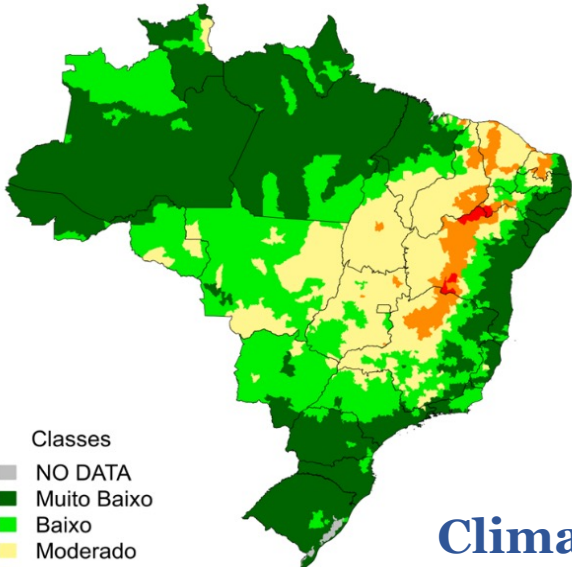 Classes
NO DATA
Muito Baixo
Baixo
Moderado
Clima